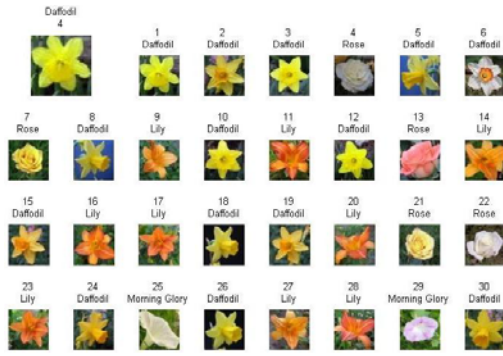 Daffodil
4
1
Daffodil
2
Daffodil
3
Daffodil
4
Rose
5
Daffodil
6
Daffodil
7
Rose
8
Daffodil
9
Lily
10
Daffodil
11
Lily
12
Daffodil
13
Rose
14
Lily
15
Daffodil
16
Lily
17
Lily
18
Daffodil
19
Daffodil
20
Lily
21
Rose
22
Rose
23
Lily
24
Daffodil
25
Morning Glory
26
Daffodil
27
Lily
28
Lily
29
Morning Glory
30
Daffodil